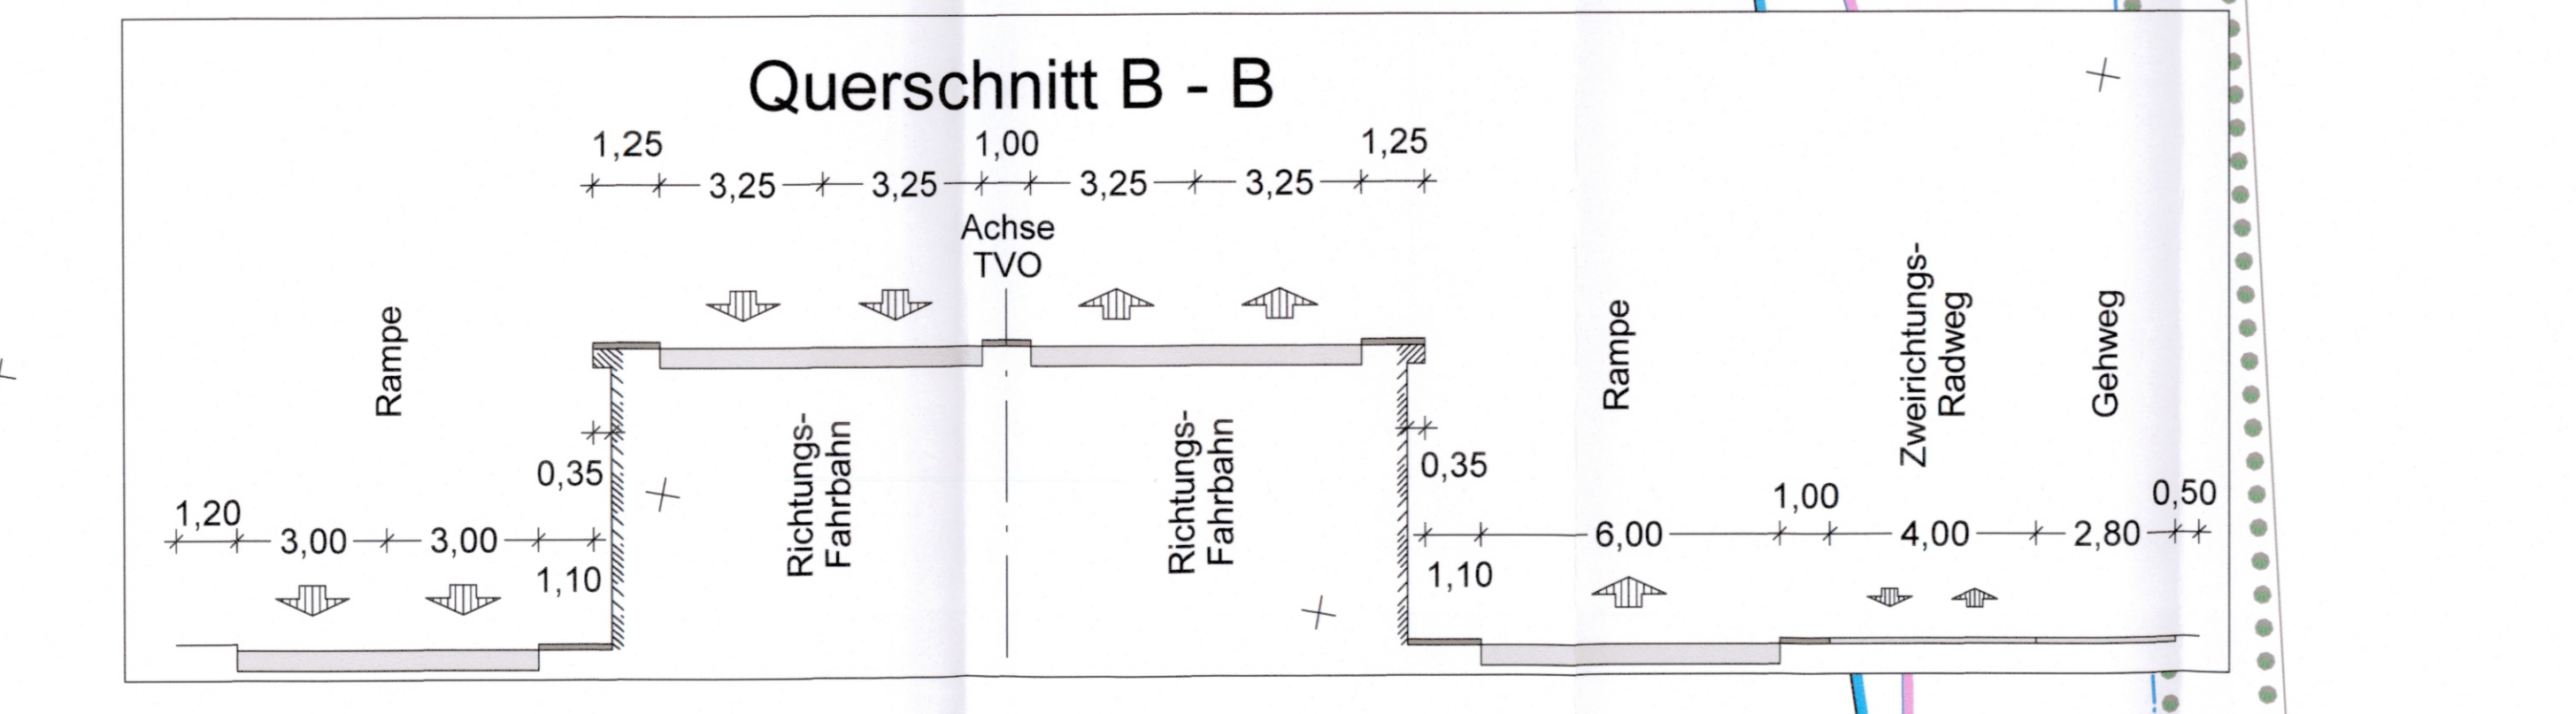 Querschnitt B - B
1,25 1,00 1,25
3,25 3,25 3,25 3,25
Achse
TVO
Rampe
Richtungs-
Fahrbahn
Richtungs-
Fahrbahn
Rampe
Zweirichtungs-
Radweg
Gehweg
0,35
0,35
1,20
3,00 3,00
1,10
1,10
6,00
1,00
4,00
2,80
0,50